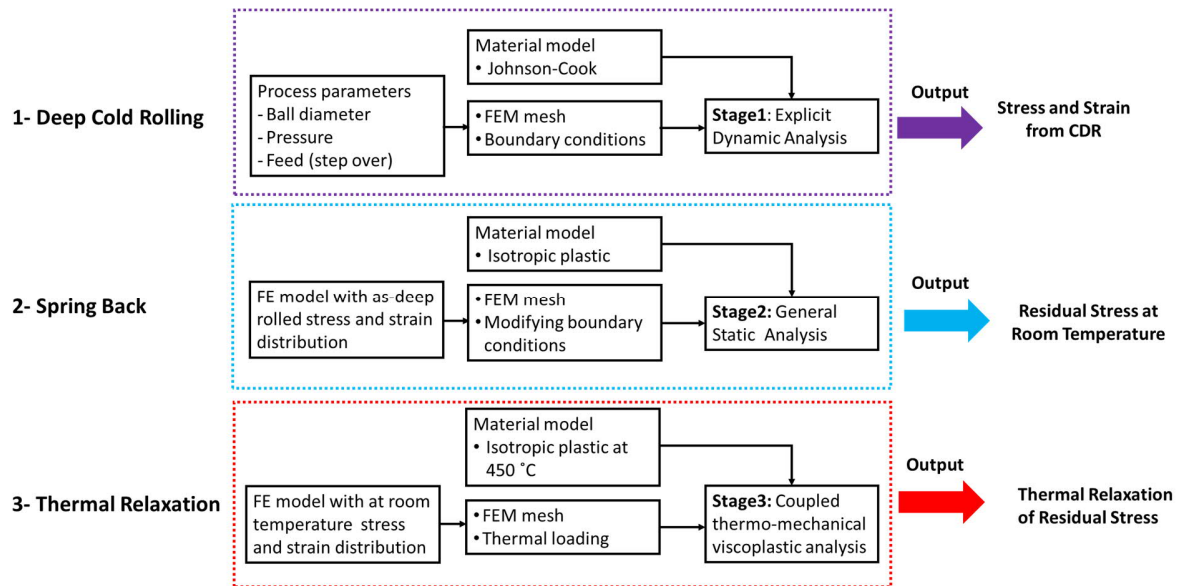 1- Deep Cold Rolling
Process parameters
- Ball diameter
- Pressure
- Feed (step over)
Material model
• Johnson-Cook
• FEM mesh
• Boundary conditions
Stage1: Explicit
Dynamic Analysis
Output
Stress and Strain
from CDR
2- Spring Back
FE model with as-deep
rolled stress and strain
distribution
Material model
• Isotropic plastic
• FEM mesh
• Modifying boundary
conditions
Stage2: General
Static Analysis
Output
Residual Stress at
Room Temperature
3- Thermal Relaxation
FE model with at room
temperature stress
and strain distribution
Material model
• Isotropic plastic at
450 ˚C
• FEM mesh
• Thermal loading
Stage3: Coupled
thermo-mechanical
viscoplastic analysis
Output
Thermal Relaxation
of Residual Stress